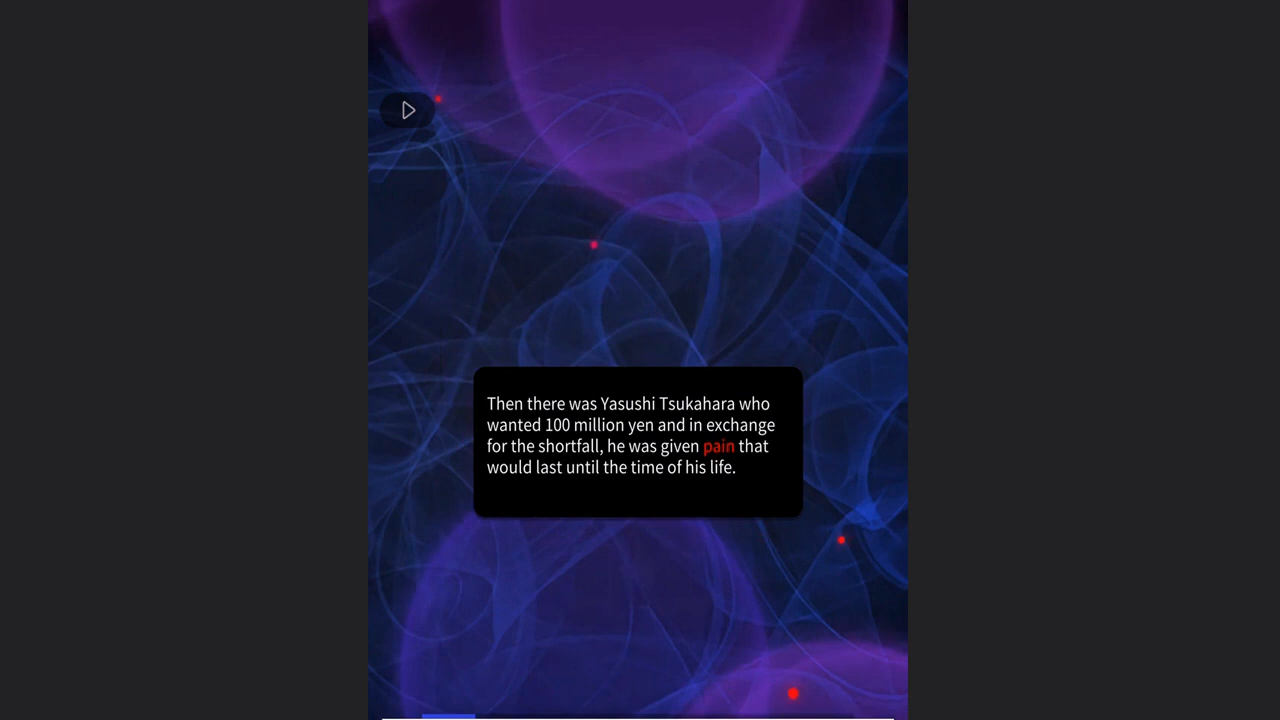 Then there was Yasushi Tsukahara who
wanted 100 million yen and in exchange
for the shortfall, he was given pain that
would last until the time of his life.